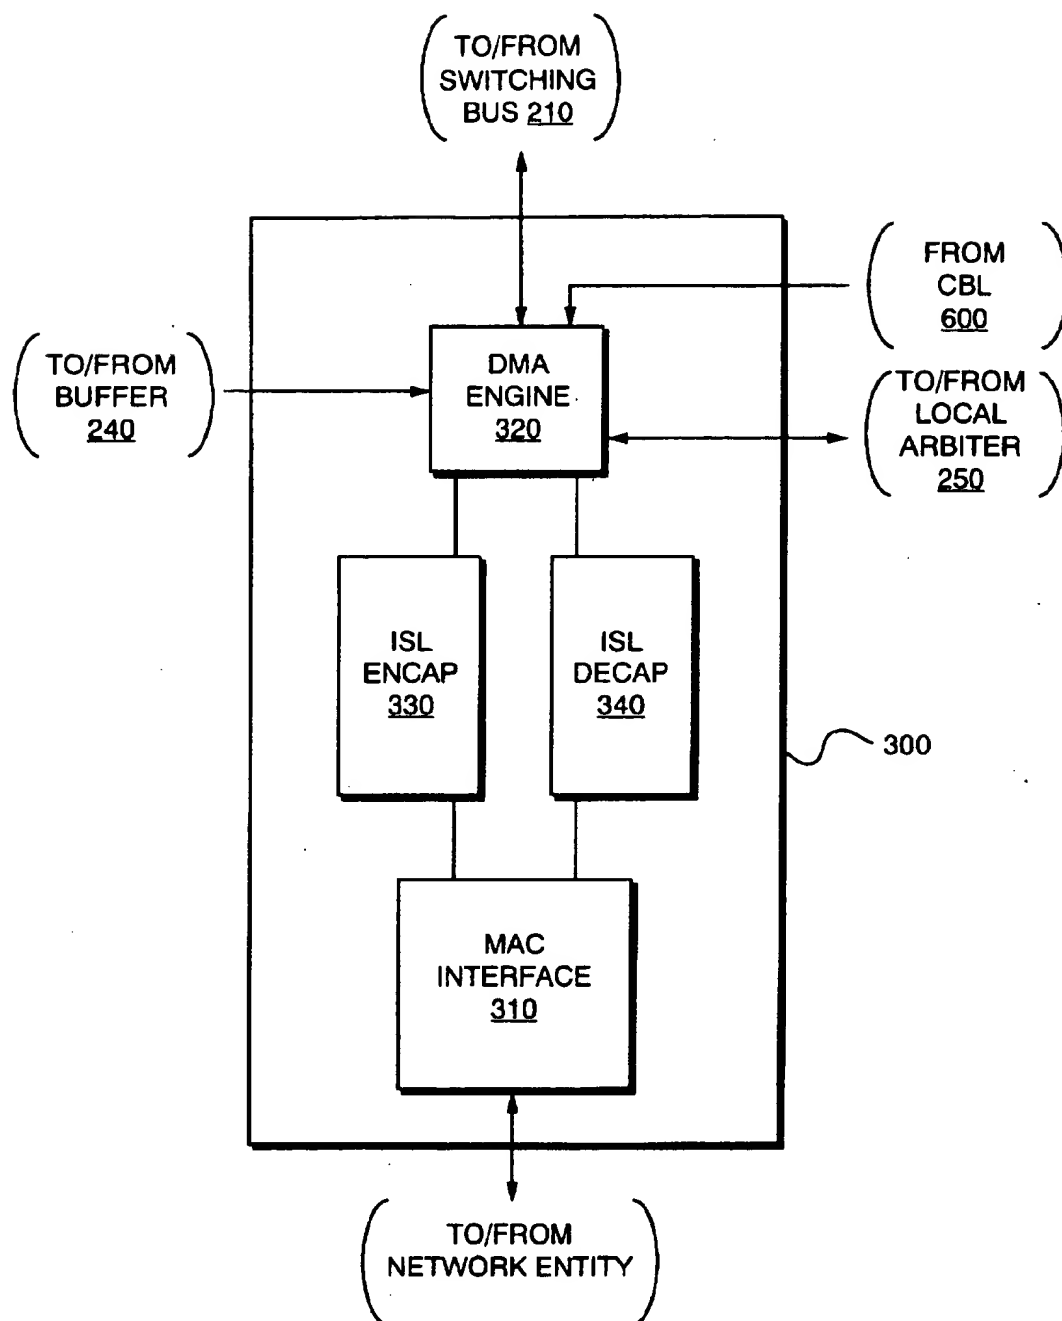 TO/FROM
SWITCHING
BUS 210
FROM
CBL
600
TO/FROM
BUFFER
240
DMA
ENGINE
320
TO/FROM
LOCAL
ARBITER
250
ISL
ENCAP
330
ISL
DECAP
340
300
MAC
INTERFACE
310
TO/FROM
NETWORK ENTITY